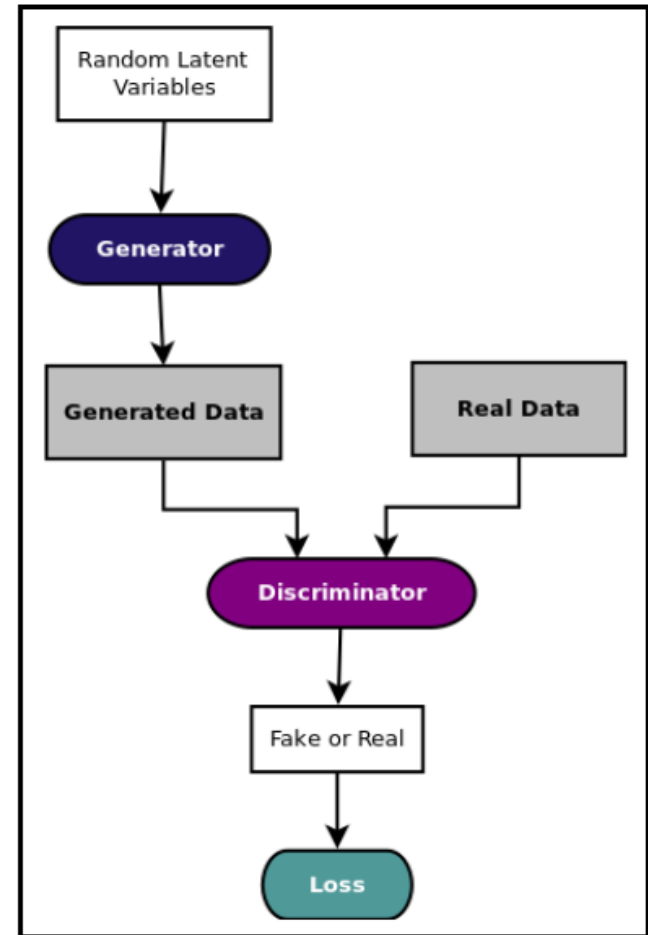 Random Latent
Variables
Generator
Generated Data
Real Data
Discriminator
Fake or Real
Loss